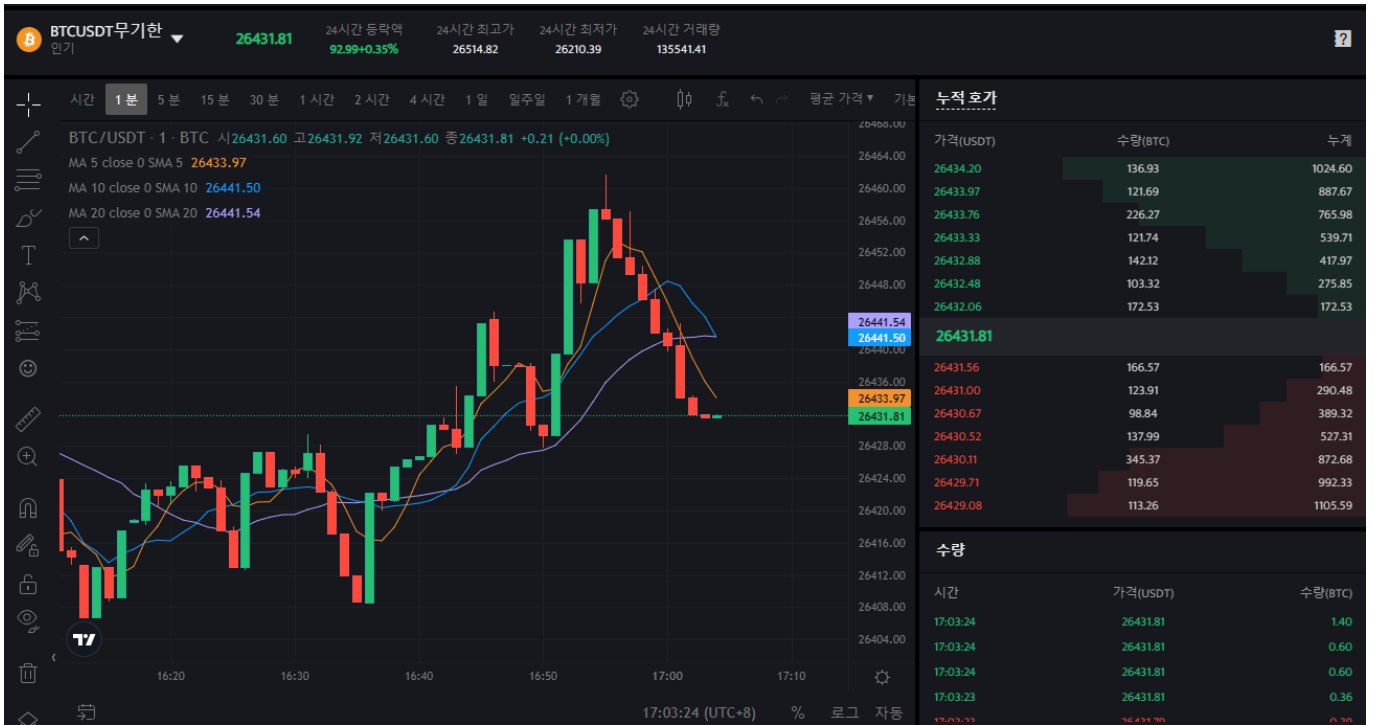 BTCUSDT무기한
인기
26431.81
24시간 등락액
92.99+0.35%
24시간 최고가
26514.82
24시간 최저가
26210.39
24시간 거래량
135541.41
시간 1분 5분 15분 30분 1시간 2시간 4시간 1일 일주일 1개월 평균 가격 기본
BTC/USDT · 1 · BTC 시26431.60 고26431.92 저26431.60 종26431.81 +0.21 (+0.00%)
MA 5 close 0 SMA 5 26433.97
MA 10 close 0 SMA 10 26441.50
MA 20 close 0 SMA 20 26441.54
26468.00
26464.00
26460.00
26456.00
26452.00
26448.00
26441.54
26441.50
26440.00
26436.00
26433.97
26431.81
26428.00
26424.00
26420.00
26416.00
26412.00
26408.00
26404.00
16:20 16:30 16:40 16:50 17:00 17:10
17:03:24 (UTC+8) % 로그 자동
누적 호가
가격(USDT) 수량(BTC) 누계
26434.20 136.93 1024.60
26433.97 121.69 887.67
26433.76 226.27 765.98
26433.33 121.74 539.71
26432.88 142.12 417.97
26432.48 103.32 275.85
26432.06 172.53 172.53
26431.81
26431.56 166.57 166.57
26431.00 123.91 290.48
26430.67 98.84 389.32
26430.52 137.99 527.31
26430.11 345.37 872.68
26429.71 119.65 992.33
26429.08 113.26 1105.59
수량
시간 가격(USDT) 수량(BTC)
17:03:24 26431.81 1.40
17:03:24 26431.81 0.60
17:03:24 26431.81 0.60
17:03:23 26431.81 0.36